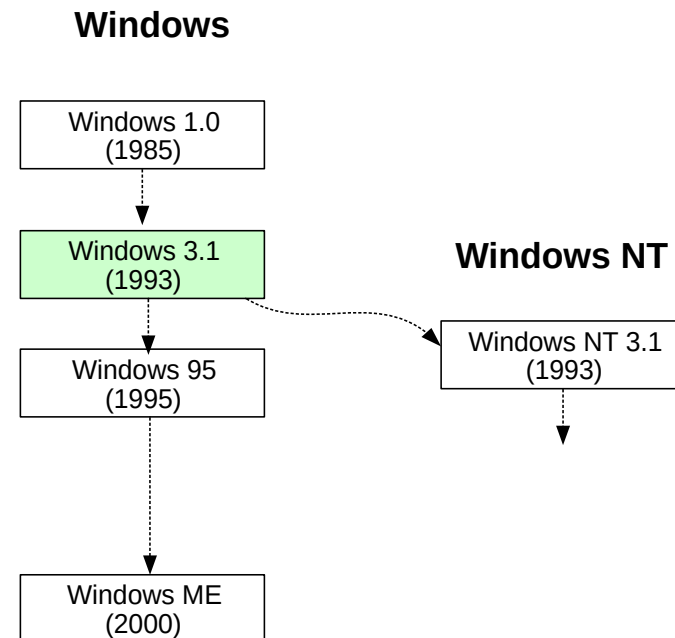 Windows
Windows 1.0
(1985)
Windows 3.1
(1993)
Windows NT
Windows NT 3.1
(1993)
Windows 95
(1995)
Windows ME
(2000)